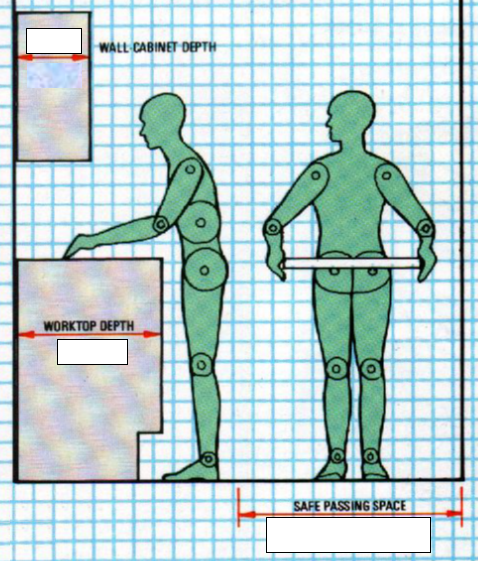 WALL-CABINET DEPTH
WORKTOP DEPTH
SAFE PASSING SPACE